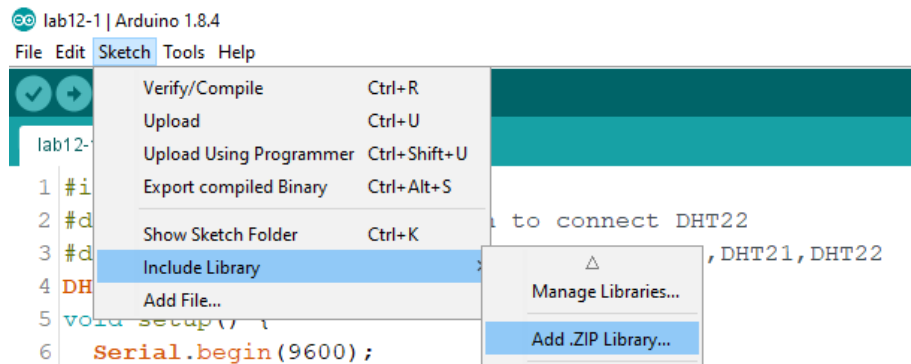 lab12-1 | Arduino 1.8.4
File Edit Sketch Tools Help
Verify/Compile Ctrl+R
Upload Ctrl+U
lab12-
Upload Using Programmer Ctrl+Shift+U
1 #i
Export compiled Binary Ctrl+Alt+S
2 #d to connect DHT22
Show Sketch Folder Ctrl+K
3 #d ,DHT21,DHT22
Include Library
4 DH
Manage Libraries...
Add File...
5 void setup() {
Add .ZIP Library...
6 Serial.begin(9600);